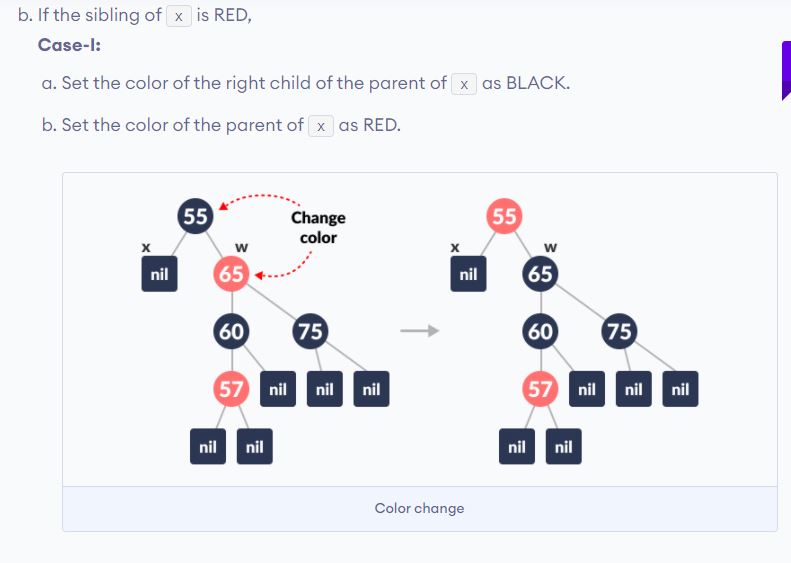 b. If the sibling of x is RED,
Case-I:
a. Set the color of the right child of the parent of x as BLACK.
b. Set the color of the parent of x as RED.
55 Change color 55
x w x w
nil 65 nil 65
60 75 60 75
57 nil nil nil 57 nil nil nil
nil nil nil nil
Color change